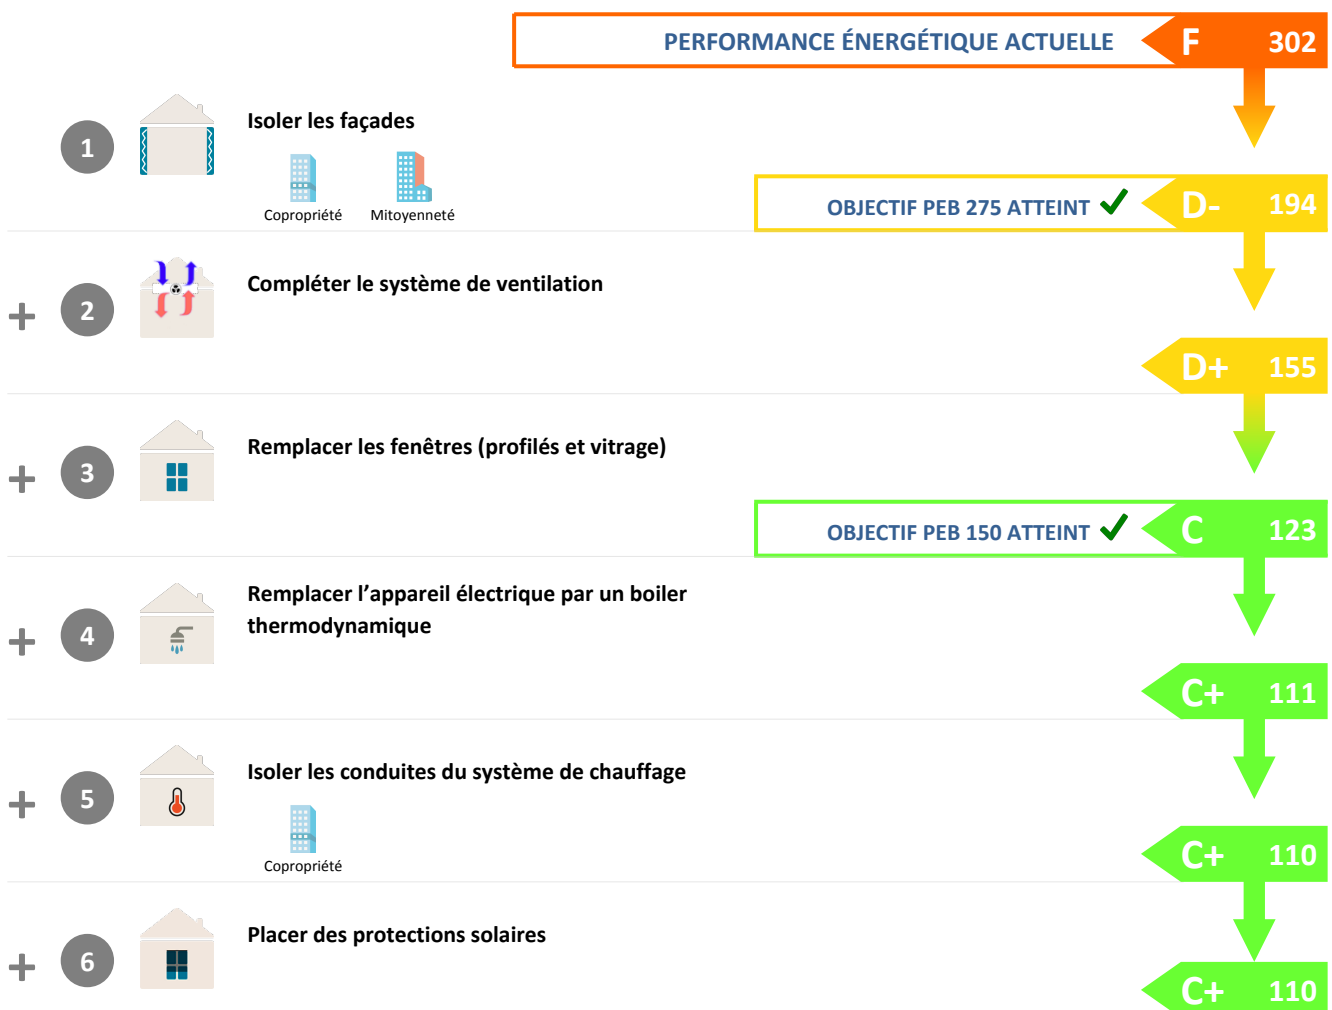 PERFORMANCE ÉNERGÉTIQUE ACTUELLE F 302
1 Isoler les façades
Copropriété Mitoyenneté
OBJECTIF PEB 275 ATTEINT D- 194
+ 2 Compléter le système de ventilation
D+ 155
+ 3 Remplacer les fenêtres (profilés et vitrage)
OBJECTIF PEB 150 ATTEINT C 123
+ 4 Remplacer l’appareil électrique par un boiler
thermodynamique
C+ 111
+ 5 Isoler les conduites du système de chauffage
Copropriété
C+ 110
+ 6 Placer des protections solaires
C+ 110